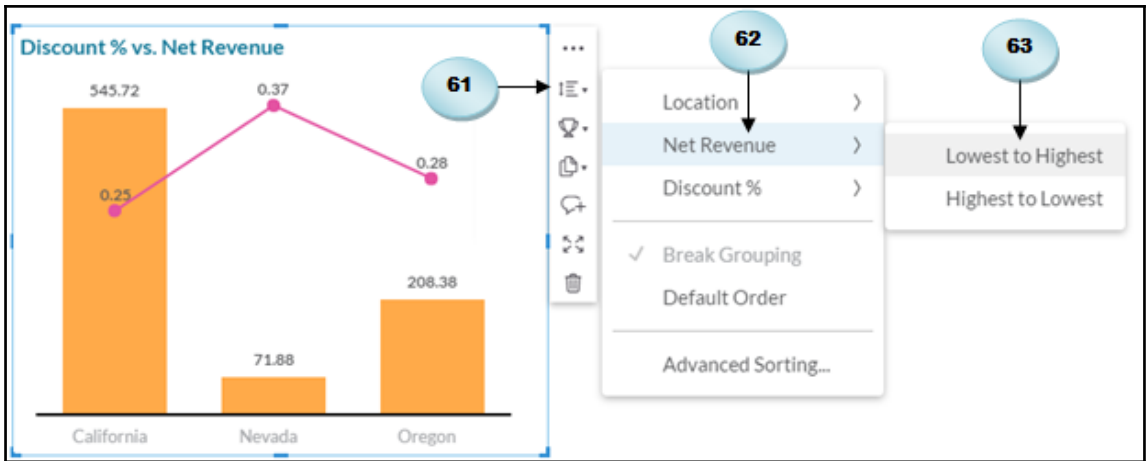 Discount % vs. Net Revenue
545.72
0.37
0.25
0.28
208.38
71.88
California Nevada Oregon
61
62
63
Location
Net Revenue
Discount %
Break Grouping
Default Order
Advanced Sorting...
Lowest to Highest
Highest to Lowest